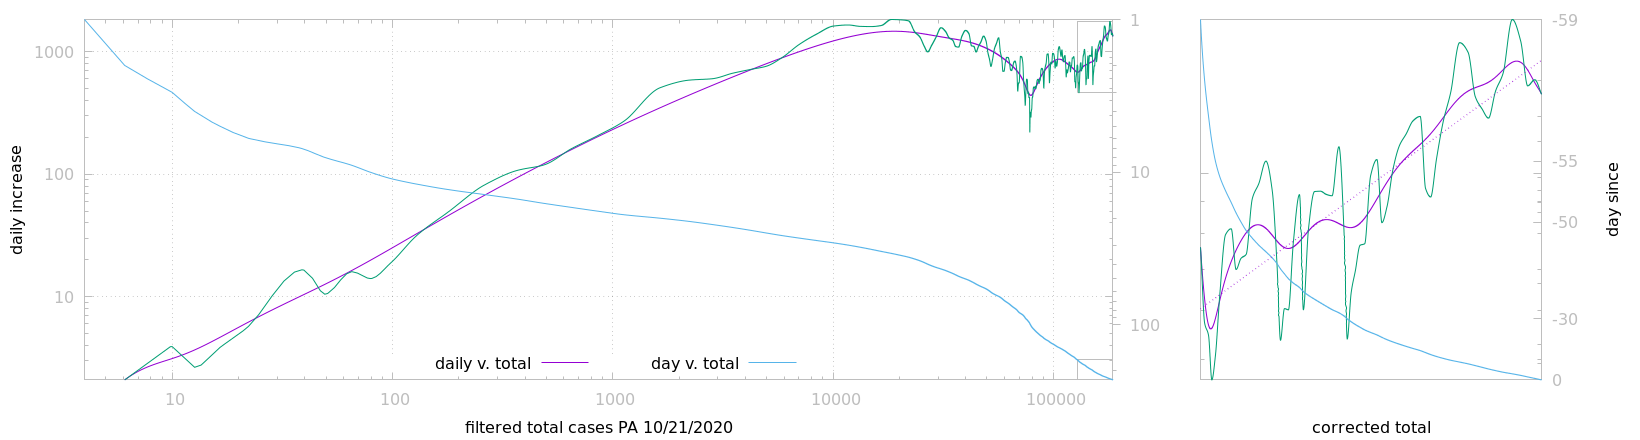 daily increase
1000
100
10
10
100
1000
10000
100000
1
10
100
daily v. total
day v. total
filtered total cases PA 10/21/2020
-59
-55
-50
-30
0
day since
corrected total